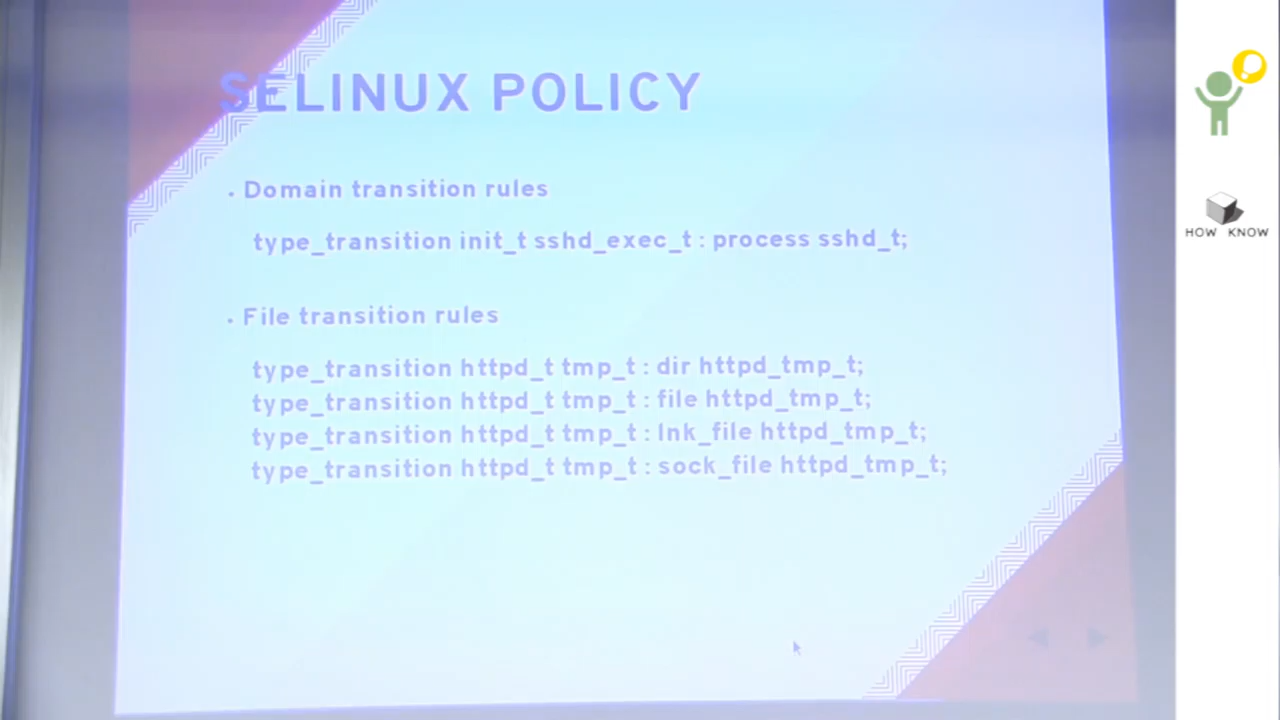 SELINUX POLICY
. Domain transition rules
type_transition init_t sshd_exec_t : process sshd_t;
. File transition rules
type_transition httpd_t tmp_t : dir httpd_tmp_t;
type_transition httpd_t tmp_t : file httpd_tmp_t;
type_transition httpd_t tmp_t : lnk_file httpd_tmp_t;
type_transition httpd_t tmp_t : sock_file httpd_tmp_t;
HOW KNOW